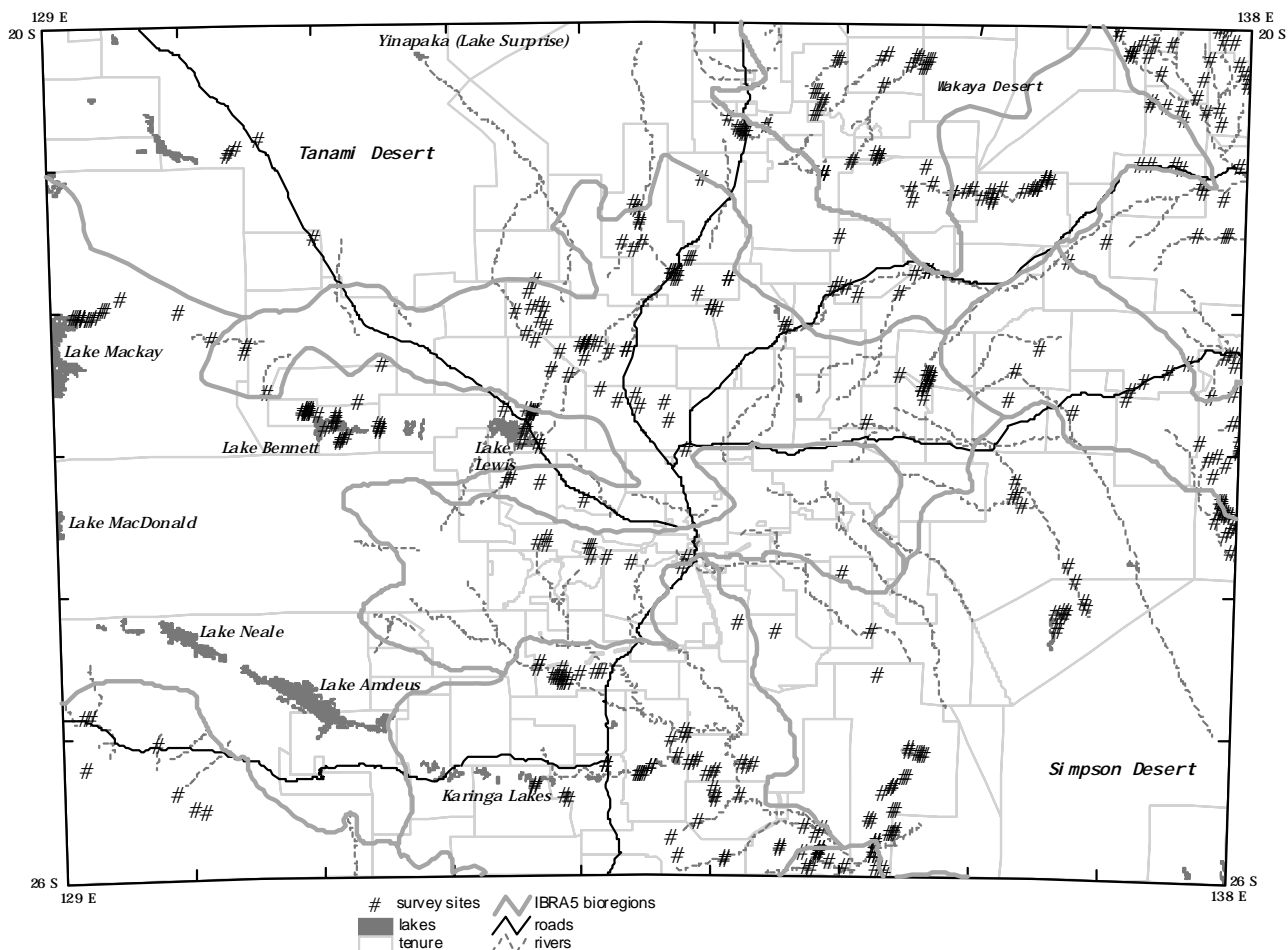 129 E
138 E
20 S
20 S
Yinapaka (Lake Surprise)
Wakaya Desert
Tanami Desert
Lake Mackay
Lake Bennett
Lake
Lewis
Lake MacDonald
Lake Neale
Lake Amdeus
Simpson Desert
Karinga Lakes
26 S
26 S
129 E
138 E
# survey sites
IBRA5 bioregions
lakes
roads
tenure
rivers